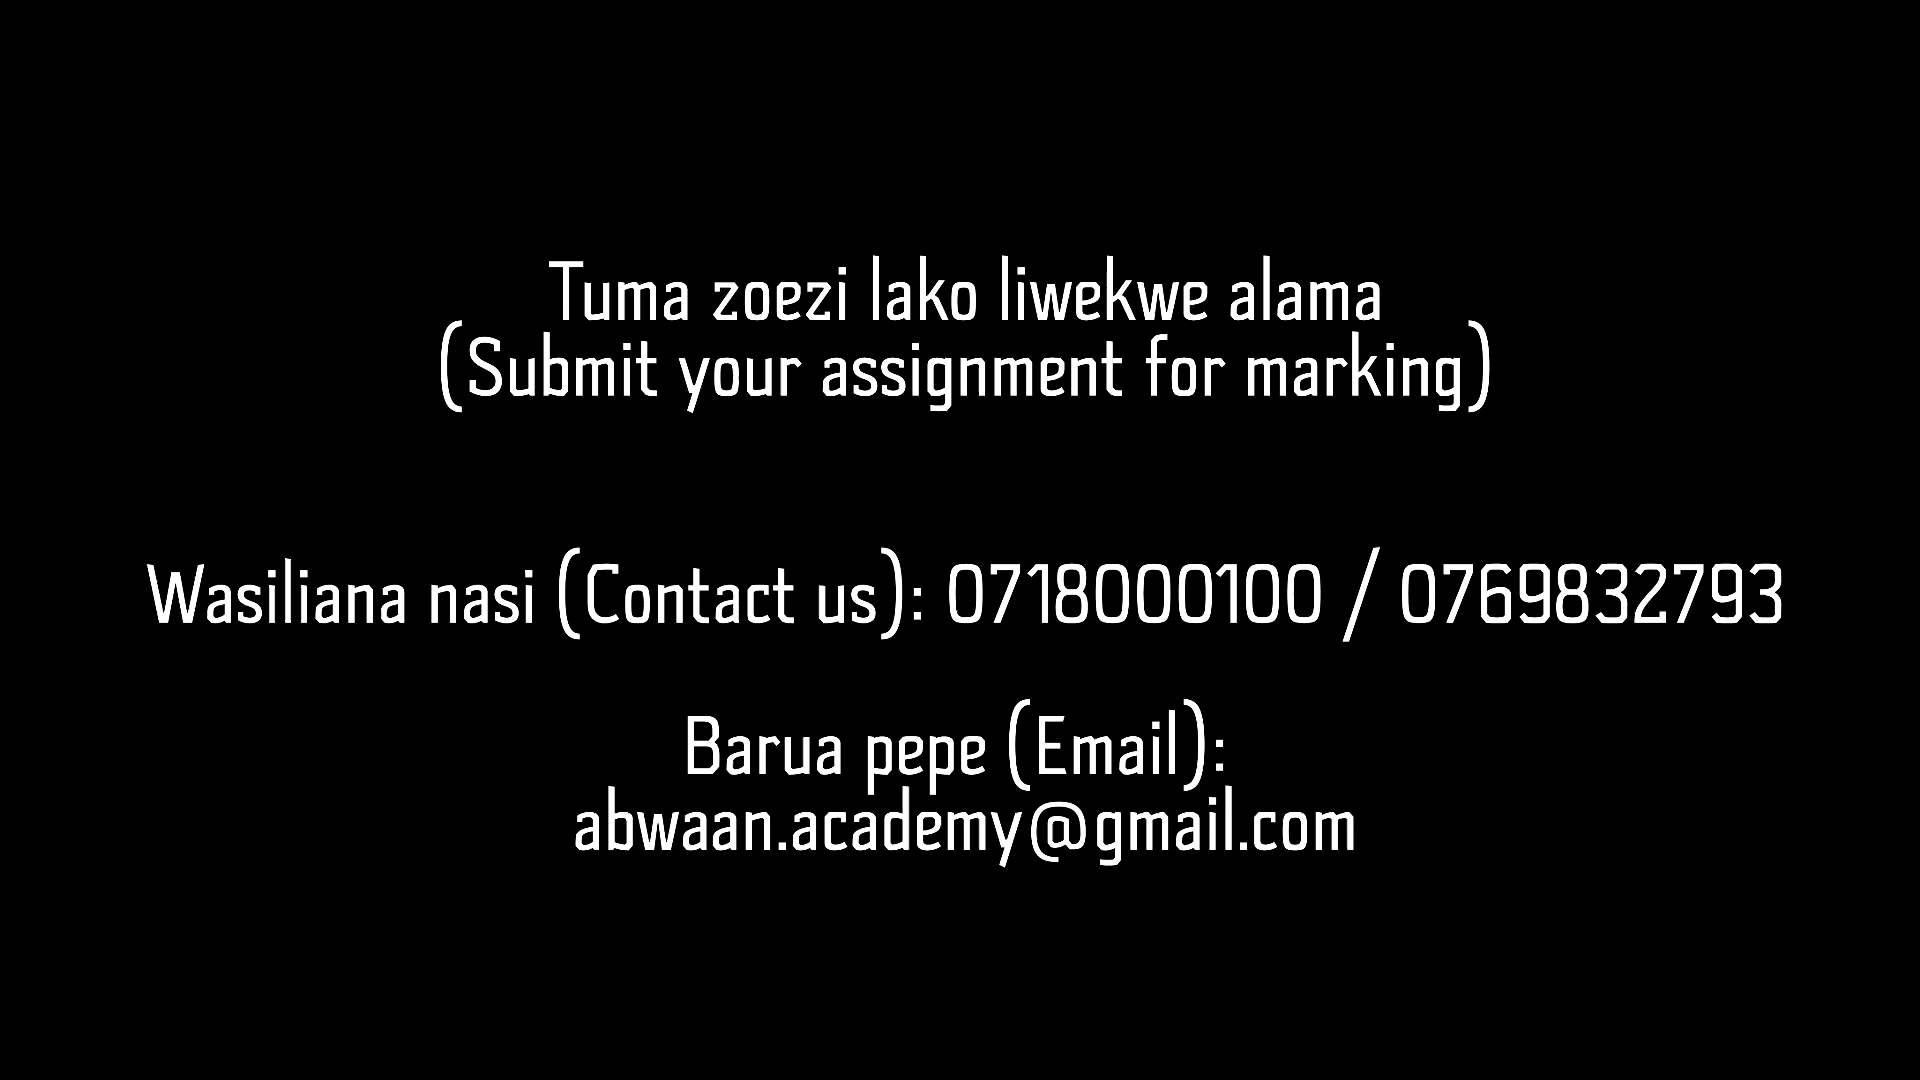 Tuma zoezi lako liwekwe alama
(Submit your assignment for marking)
Wasiliana nasi (Contact us): 0718000100 / 0769832793
Barua pepe (Email):
abwaan.academy@gmail.com